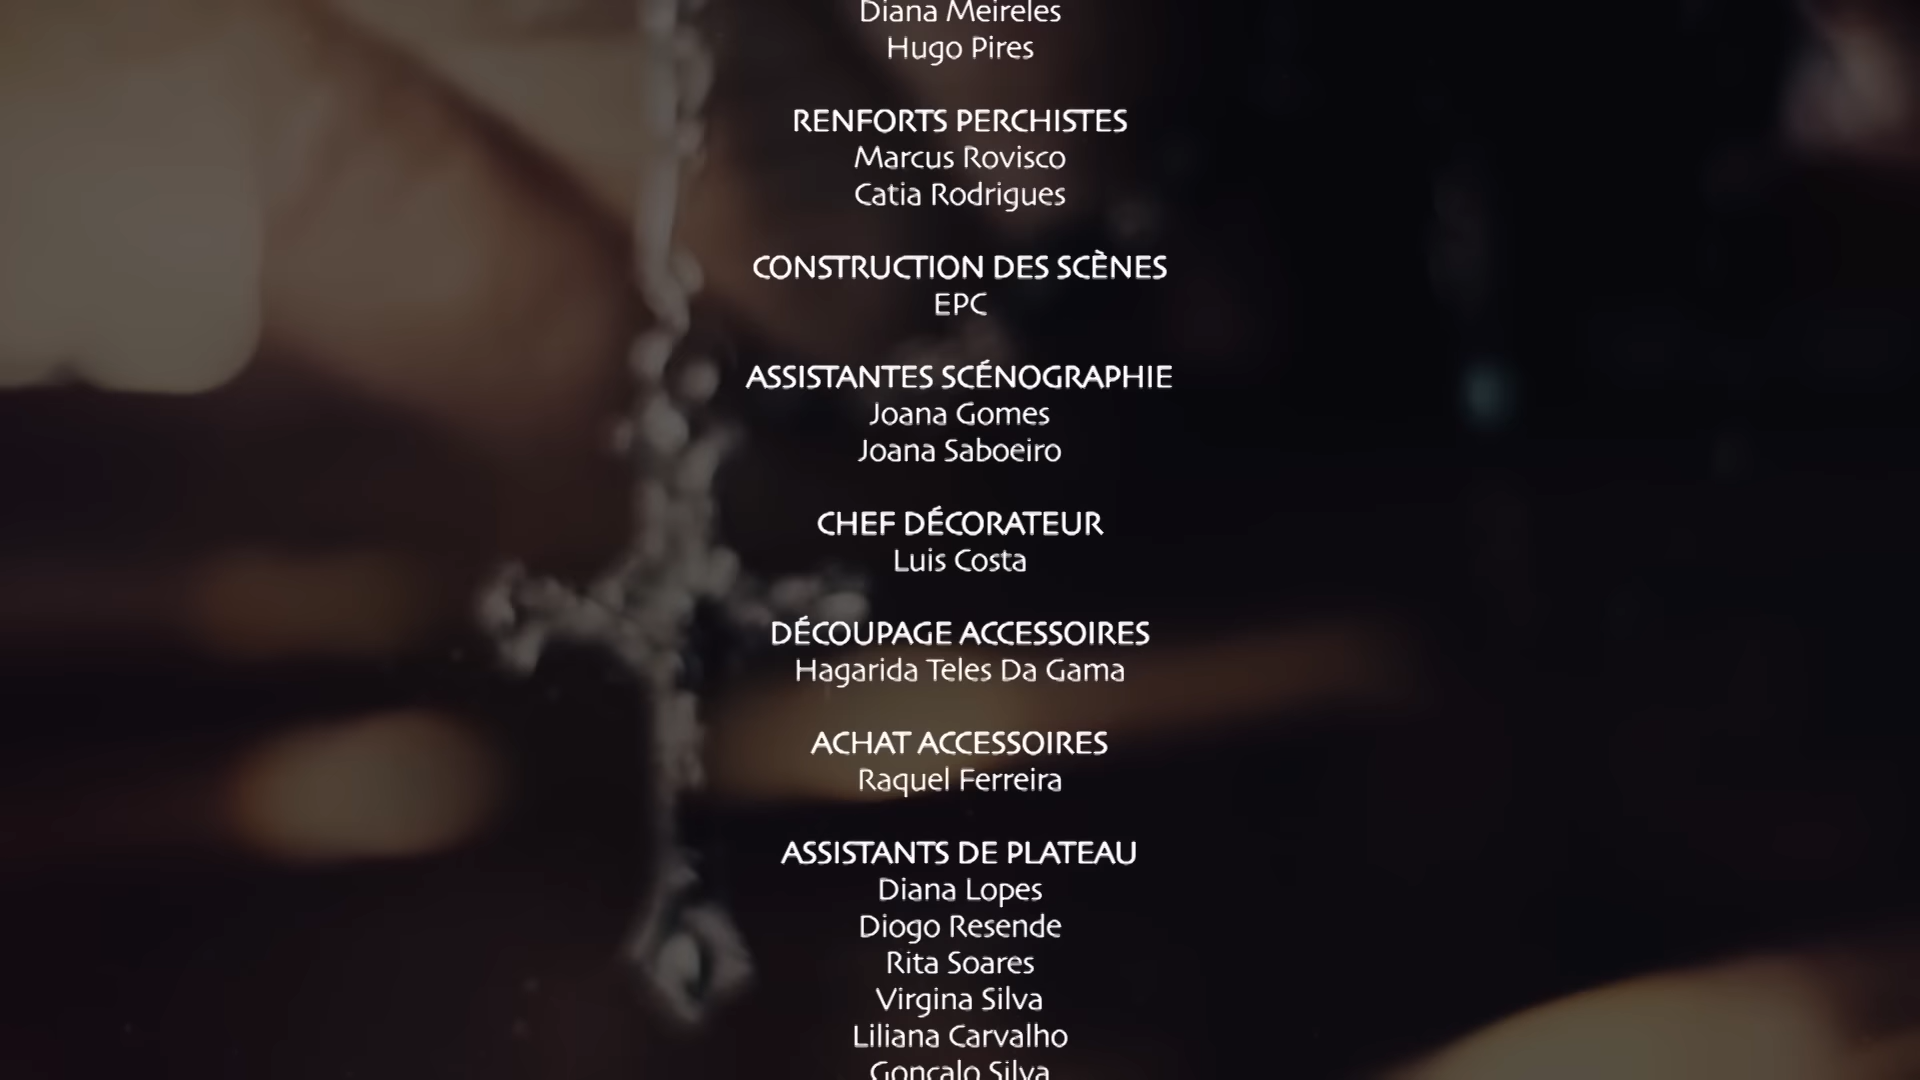 Diana Meireles
Hugo Pires
RENFORTS PERCHISTES
Marcus Rovisco
Catia Rodrigues
CONSTRUCTION DES SCÈNES
EPC
ASSISTANTES SCÉNOGRAPHIE
Joana Gomes
Joana Saboeiro
CHEF DÉCORATEUR
Luis Costa
DÉCOUPAGE ACCESSOIRES
Hagarida Teles Da Gama
ACHAT ACCESSOIRES
Raquel Ferreira
ASSISTANTS DE PLATEAU
Diana Lopes
Diogo Resende
Rita Soares
Virgina Silva
Liliana Carvalho
Gonçalo Silva